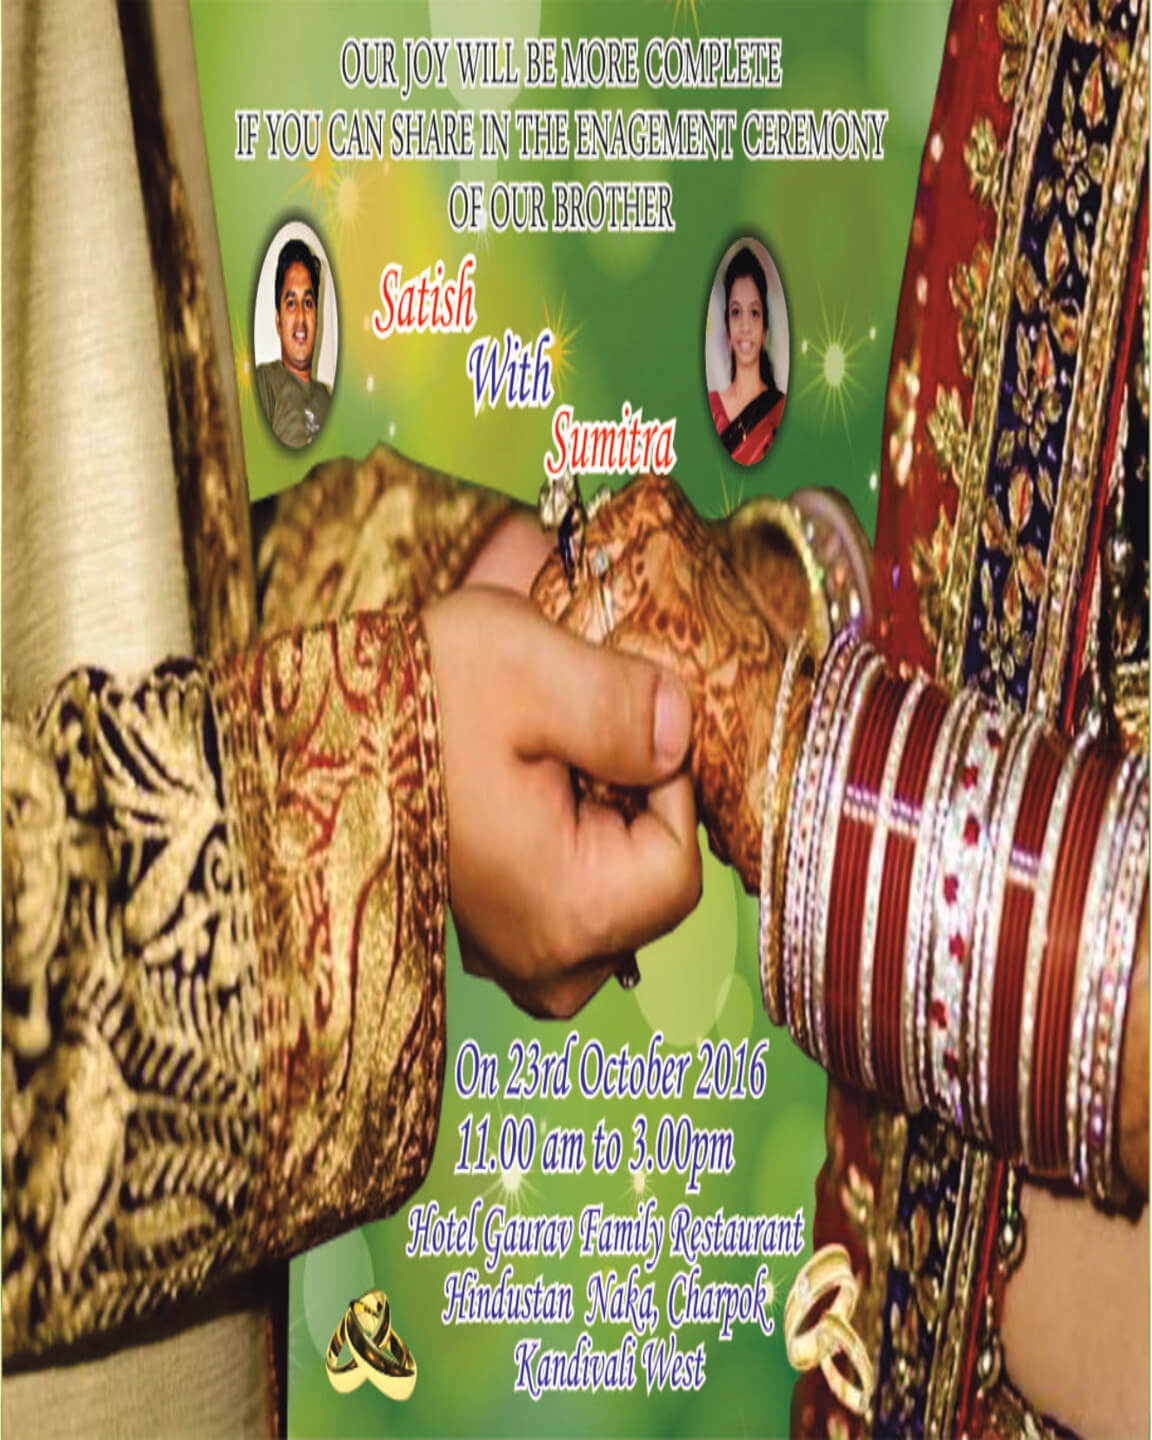 OUR JOY WILL BE MORE COMPLETE
IF YOU CAN SHARE IN THE ENAGEMENT CEREMONY
OF OUR BROTHER
Satish
With
Sumitra
On 23rd October 2016
11.00 am to 3.00pm
Hotel Gaurav Family Restaurant
Hindustan Naka, Charpok,
Kandivali West